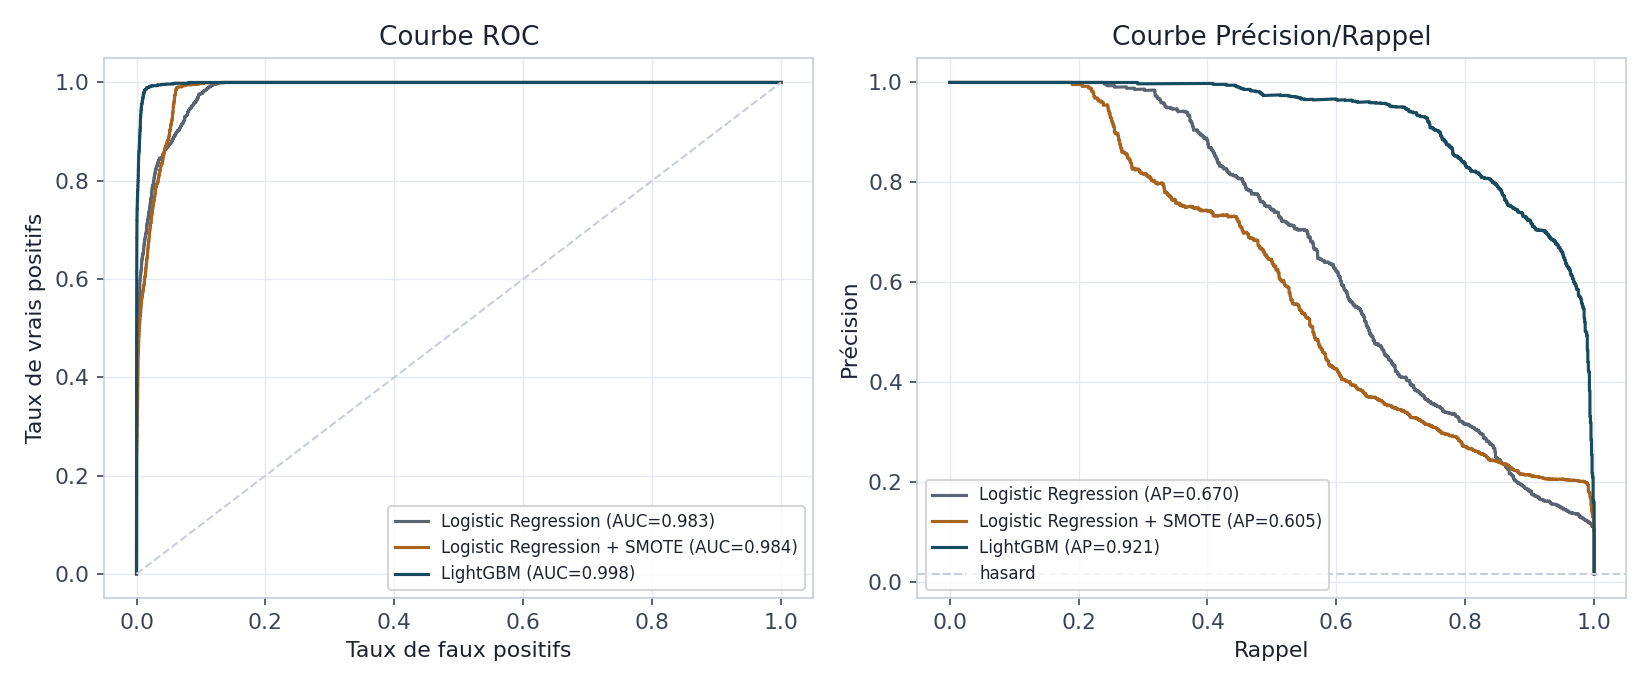 Courbe ROC
Taux de vrais positifs
1.0
0.8
0.6
0.4
0.2
0.0
0.0 0.2 0.4 0.6 0.8 1.0
Taux de faux positifs
Logistic Regression (AUC=0.983)
Logistic Regression + SMOTE (AUC=0.984)
LightGBM (AUC=0.998)
Courbe Précision/Rappel
Précision
1.0
0.8
0.6
0.4
0.2
0.0
0.0 0.2 0.4 0.6 0.8 1.0
Rappel
Logistic Regression (AP=0.670)
Logistic Regression + SMOTE (AP=0.605)
LightGBM (AP=0.921)
hasard